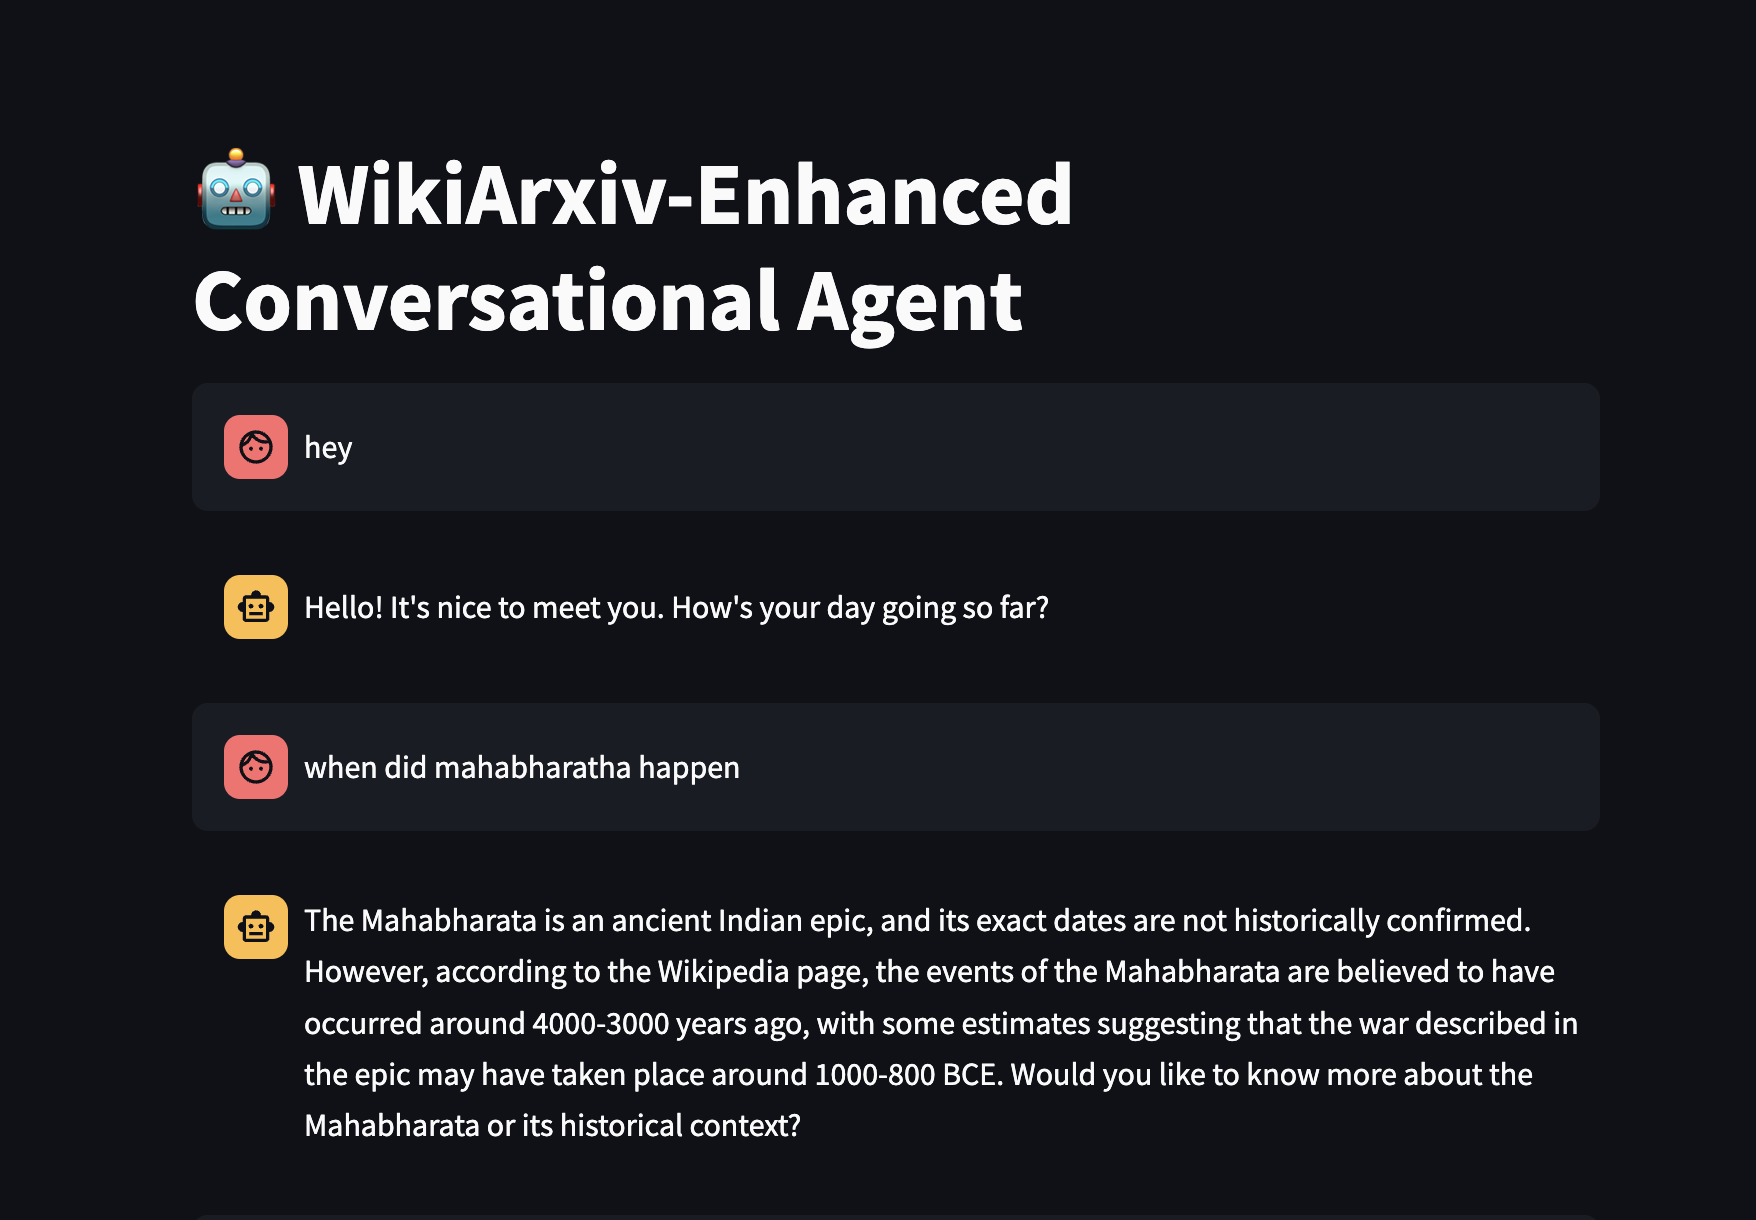 🤖 WikiArxiv-Enhanced
Conversational Agent
hey
Hello! It's nice to meet you. How's your day going so far?
when did mahabharatha happen
The Mahabharata is an ancient Indian epic, and its exact dates are not historically confirmed.
However, according to the Wikipedia page, the events of the Mahabharata are believed to have
occurred around 4000-3000 years ago, with some estimates suggesting that the war described in
the epic may have taken place around 1000-800 BCE. Would you like to know more about the
Mahabharata or its historical context?